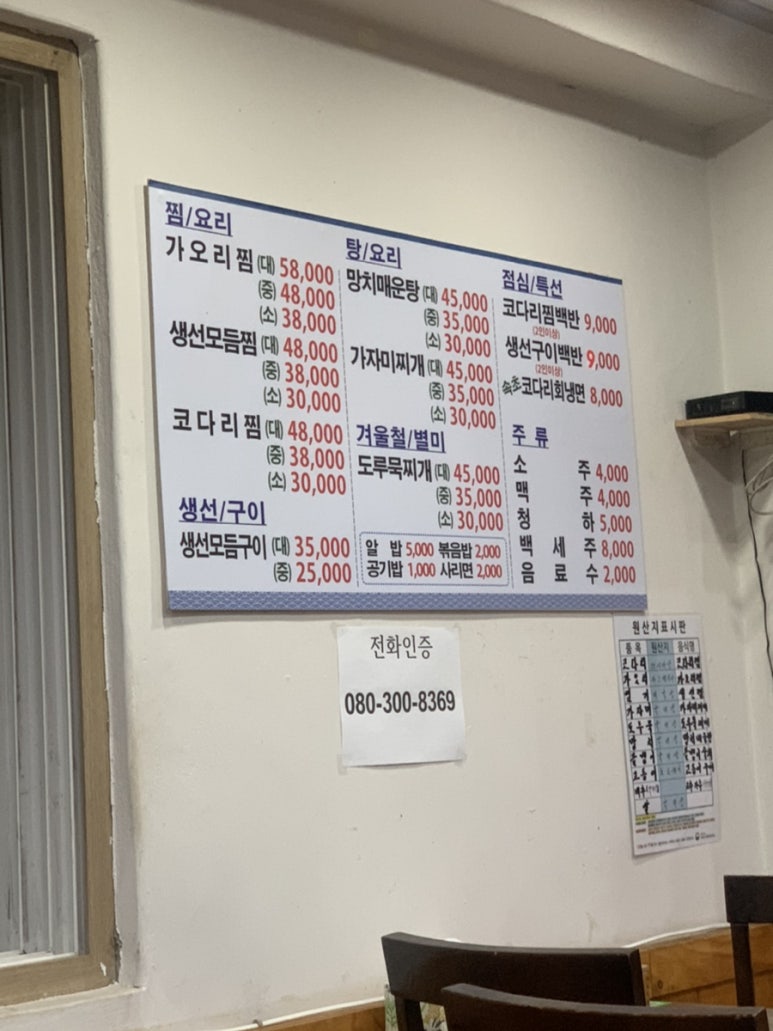 찜/요리
가오리찜 (대) 58,000
(중) 48,000
(소) 38,000
생선모듬찜 (대) 48,000
(중) 38,000
(소) 30,000
코다리찜 (대) 48,000
(중) 38,000
(소) 30,000
생선/구이
생선모듬구이 (대) 35,000
(중) 25,000
탕/요리
망치매운탕 (대) 45,000
(중) 35,000
(소) 30,000
가자미찌개 (대) 45,000
(중) 35,000
(소) 30,000
겨울철/별미
도루묵찌개 (대) 45,000
(중) 35,000
(소) 30,000
알 밥 5,000 볶음밥 2,000
공기밥 1,000 사리면 2,000
점심/특선
코다리찜백반 9,000
(2인이상)
생선구이백반 9,000
(2인이상)
속초코다리회냉면 8,000
주 류
소 주 4,000
맥 주 4,000
청 하 5,000
백 세 주 8,000
음 료 수 2,000
전화인증
080-300-8369
원산지표시판
품목 원산지 음식명